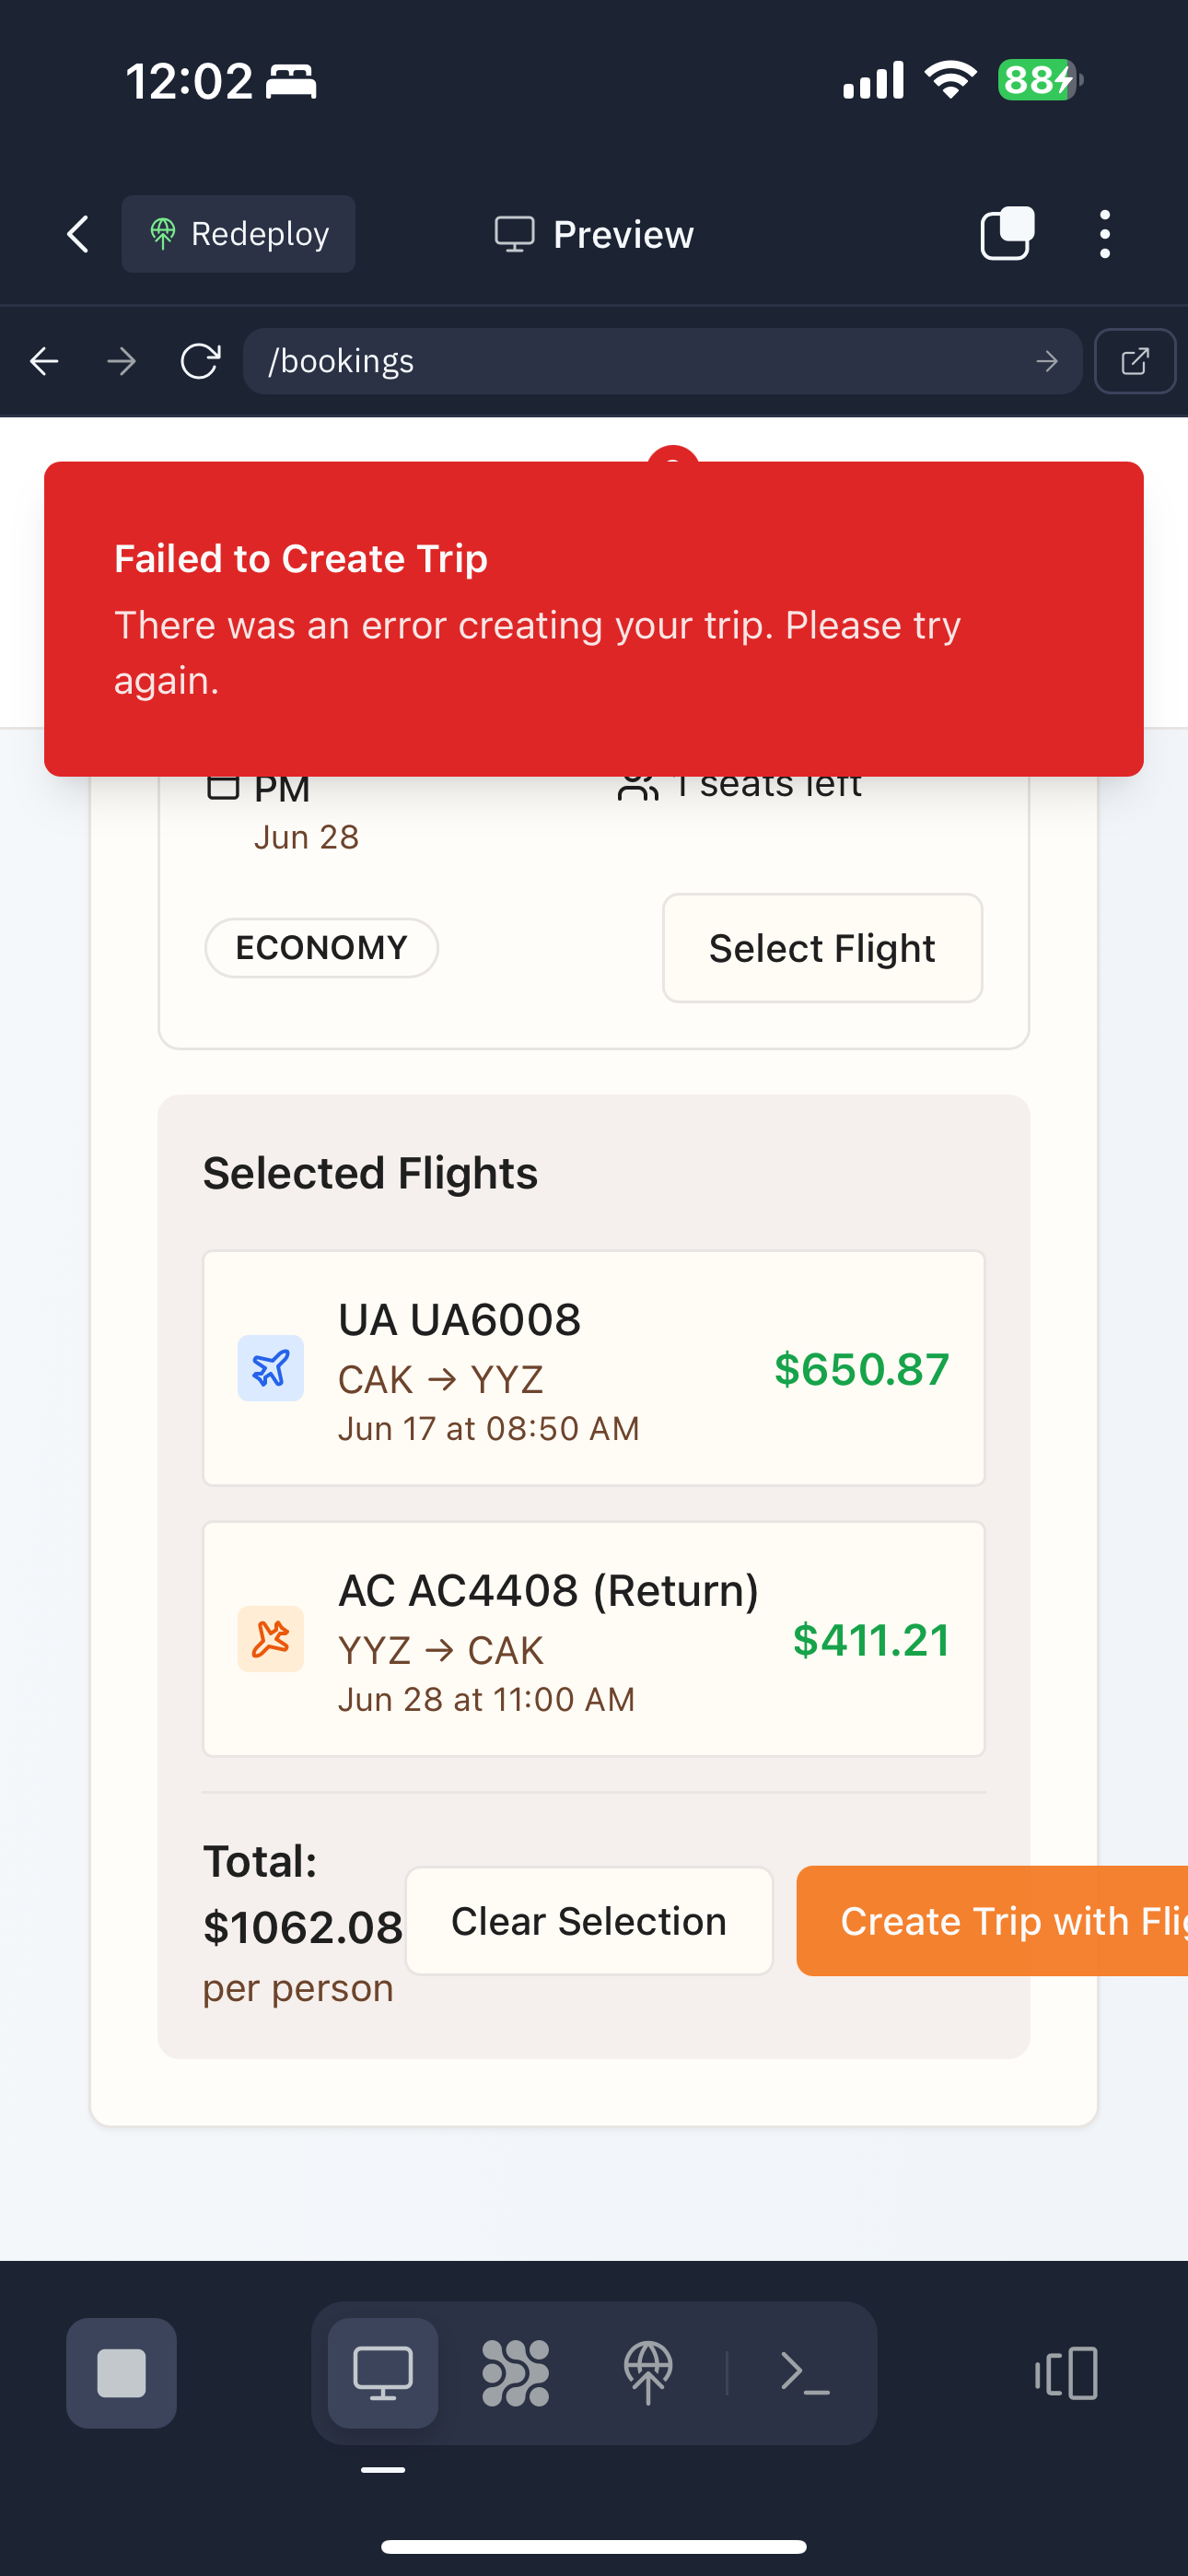 12:02
88
Redeploy
Preview
/bookings
Failed to Create Trip
There was an error creating your trip. Please try
again.
PM
1 seats left
Jun 28
ECONOMY
Select Flight
Selected Flights
UA UA6008
CAK → YYZ
$650.87
Jun 17 at 08:50 AM
AC AC4408 (Return)
YYZ → CAK
$411.21
Jun 28 at 11:00 AM
Total:
$1062.08
per person
Clear Selection
Create Trip with